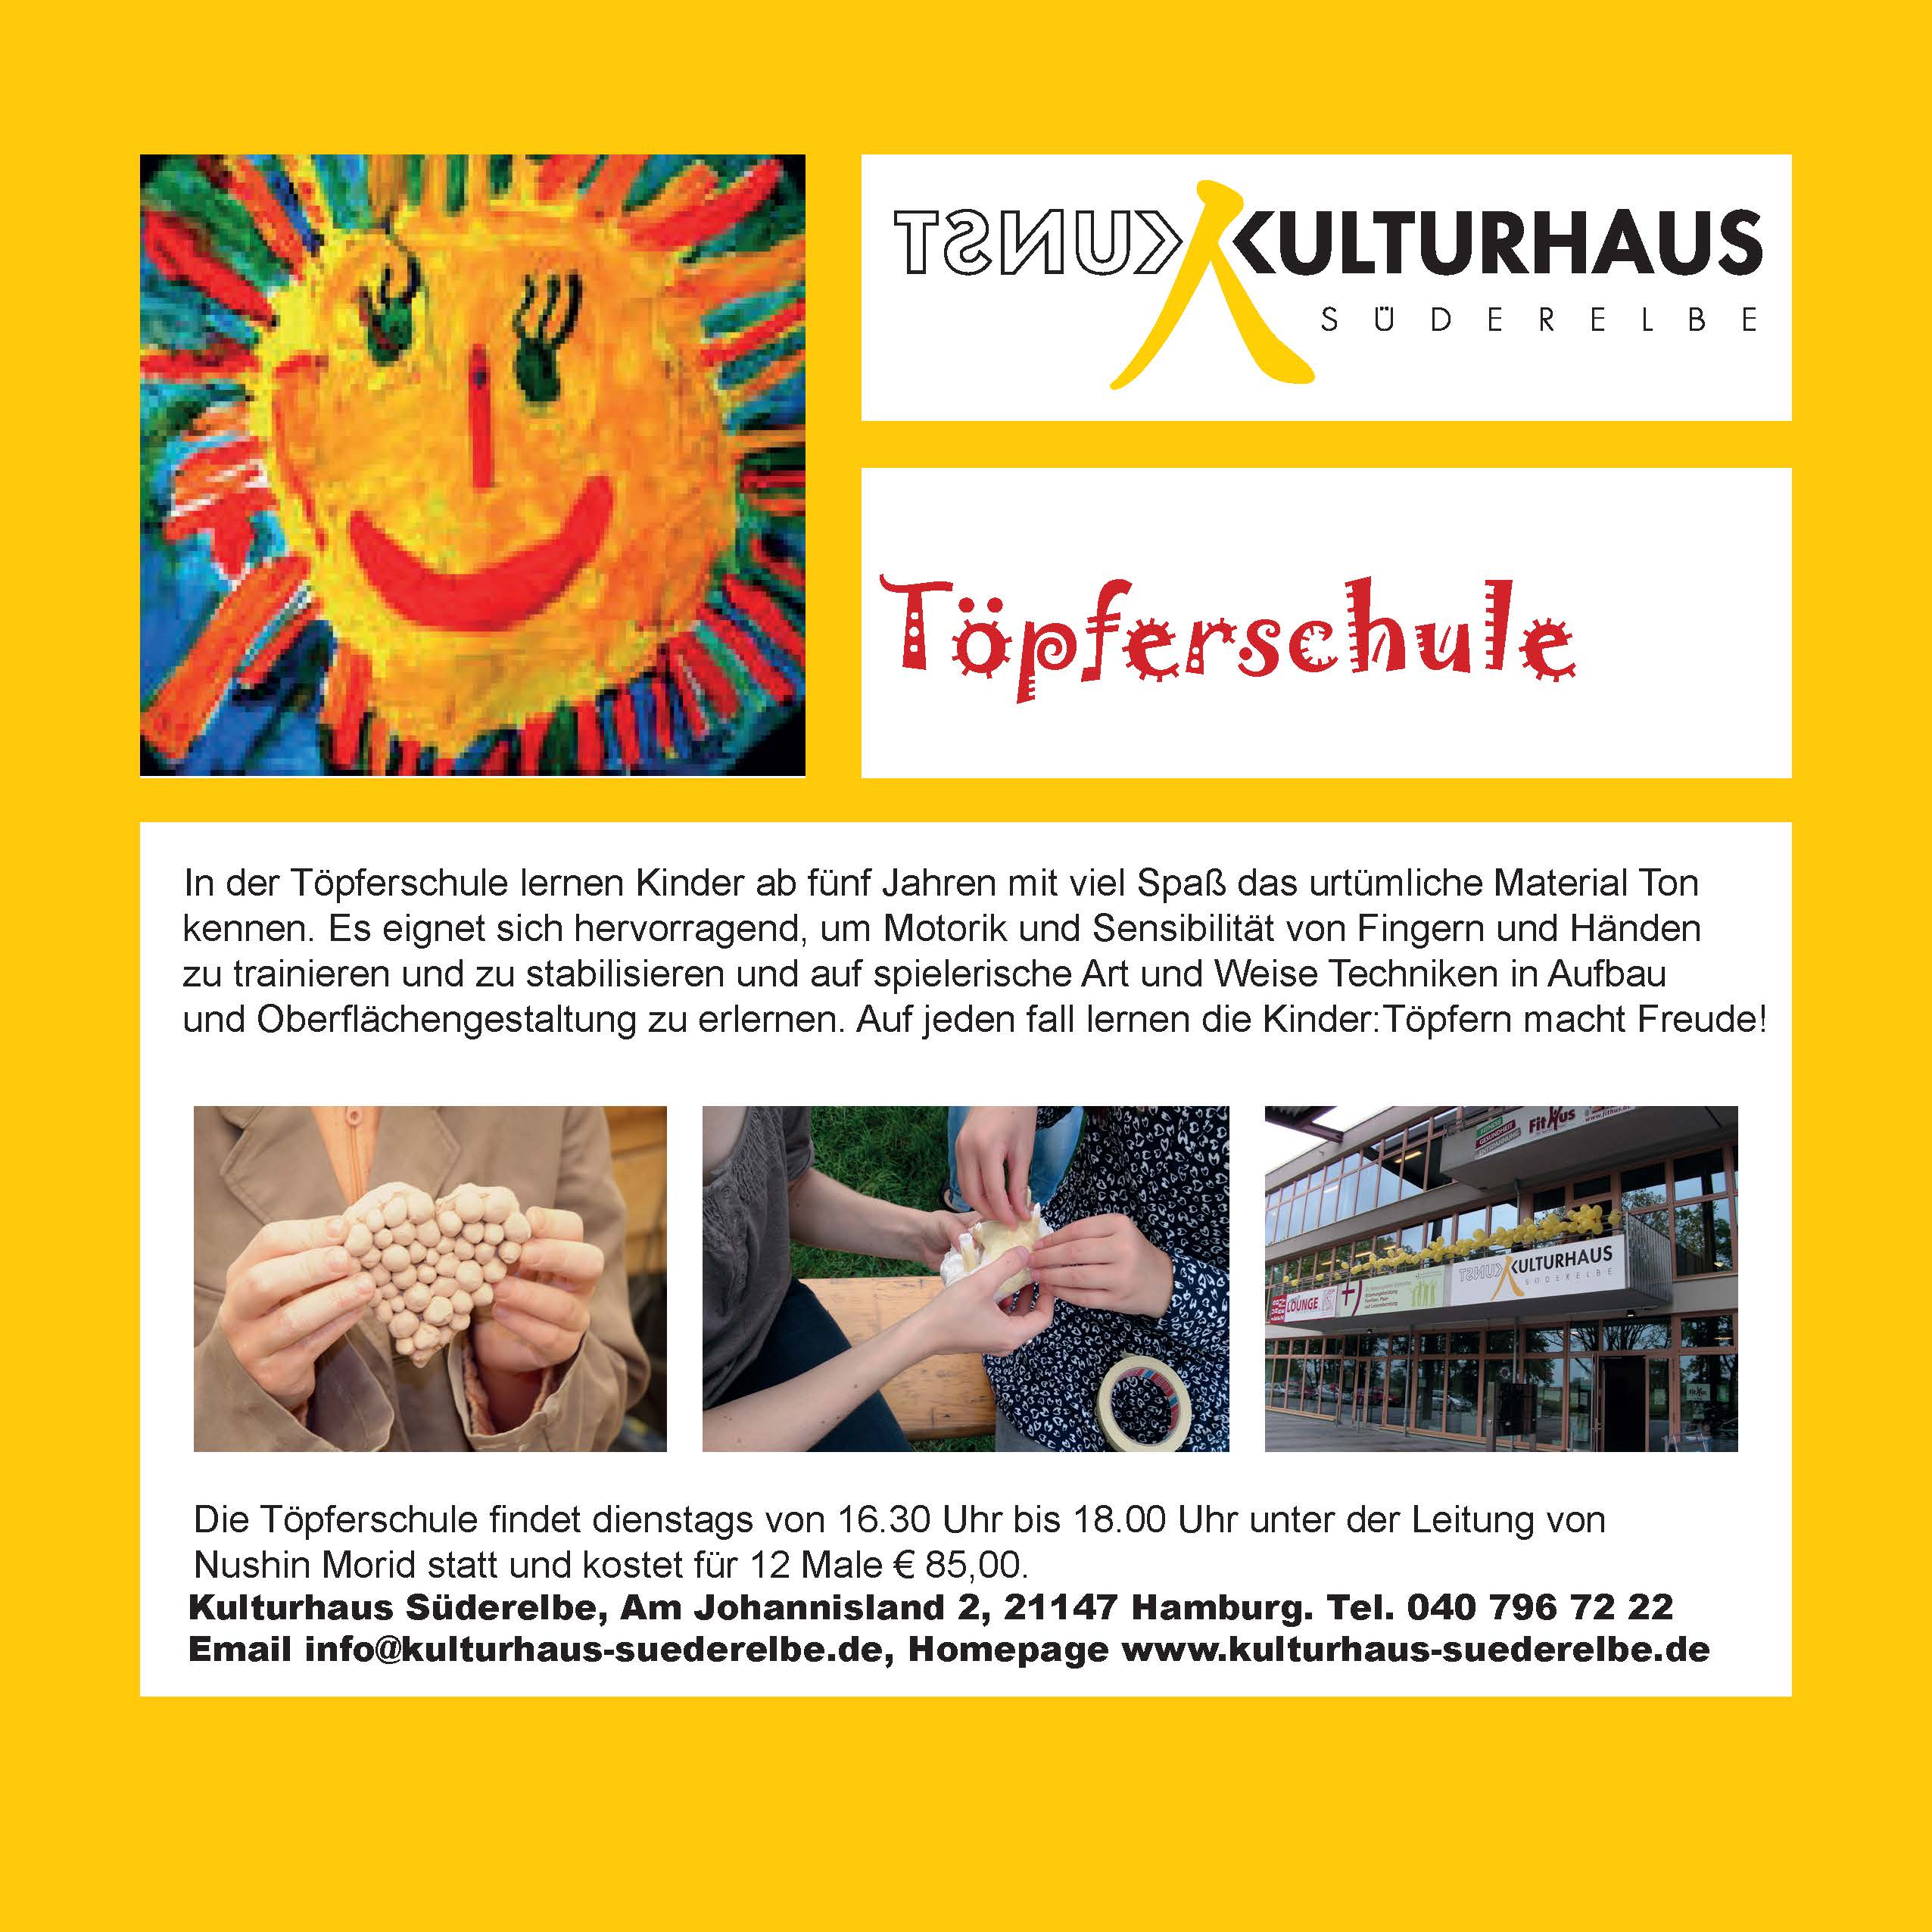 KUNST KULTURHAUS
SÜDERELBE
Töpferschule
In der Töpferschule lernen Kinder ab fünf Jahren mit viel Spaß das urtümliche Material Ton
kennen. Es eignet sich hervorragend, um Motorik und Sensibilität von Fingern und Händen
zu trainieren und zu stabilisieren und auf spielerische Art und Weise Techniken in Aufbau
und Oberflächengestaltung zu erlernen. Auf jeden fall lernen die Kinder:Töpfern macht Freude!
FITNESS
GESUNDHEIT
FitHus
KUNST KULTURHAUS
SÜDERELBE
LOUNGE
Die Töpferschule findet dienstags von 16.30 Uhr bis 18.00 Uhr unter der Leitung von
Nushin Morid statt und kostet für 12 Male € 85,00.
Kulturhaus Süderelbe, Am Johannisland 2, 21147 Hamburg. Tel. 040 796 72 22
Email info@kulturhaus-suederelbe.de, Homepage www.kulturhaus-suederelbe.de